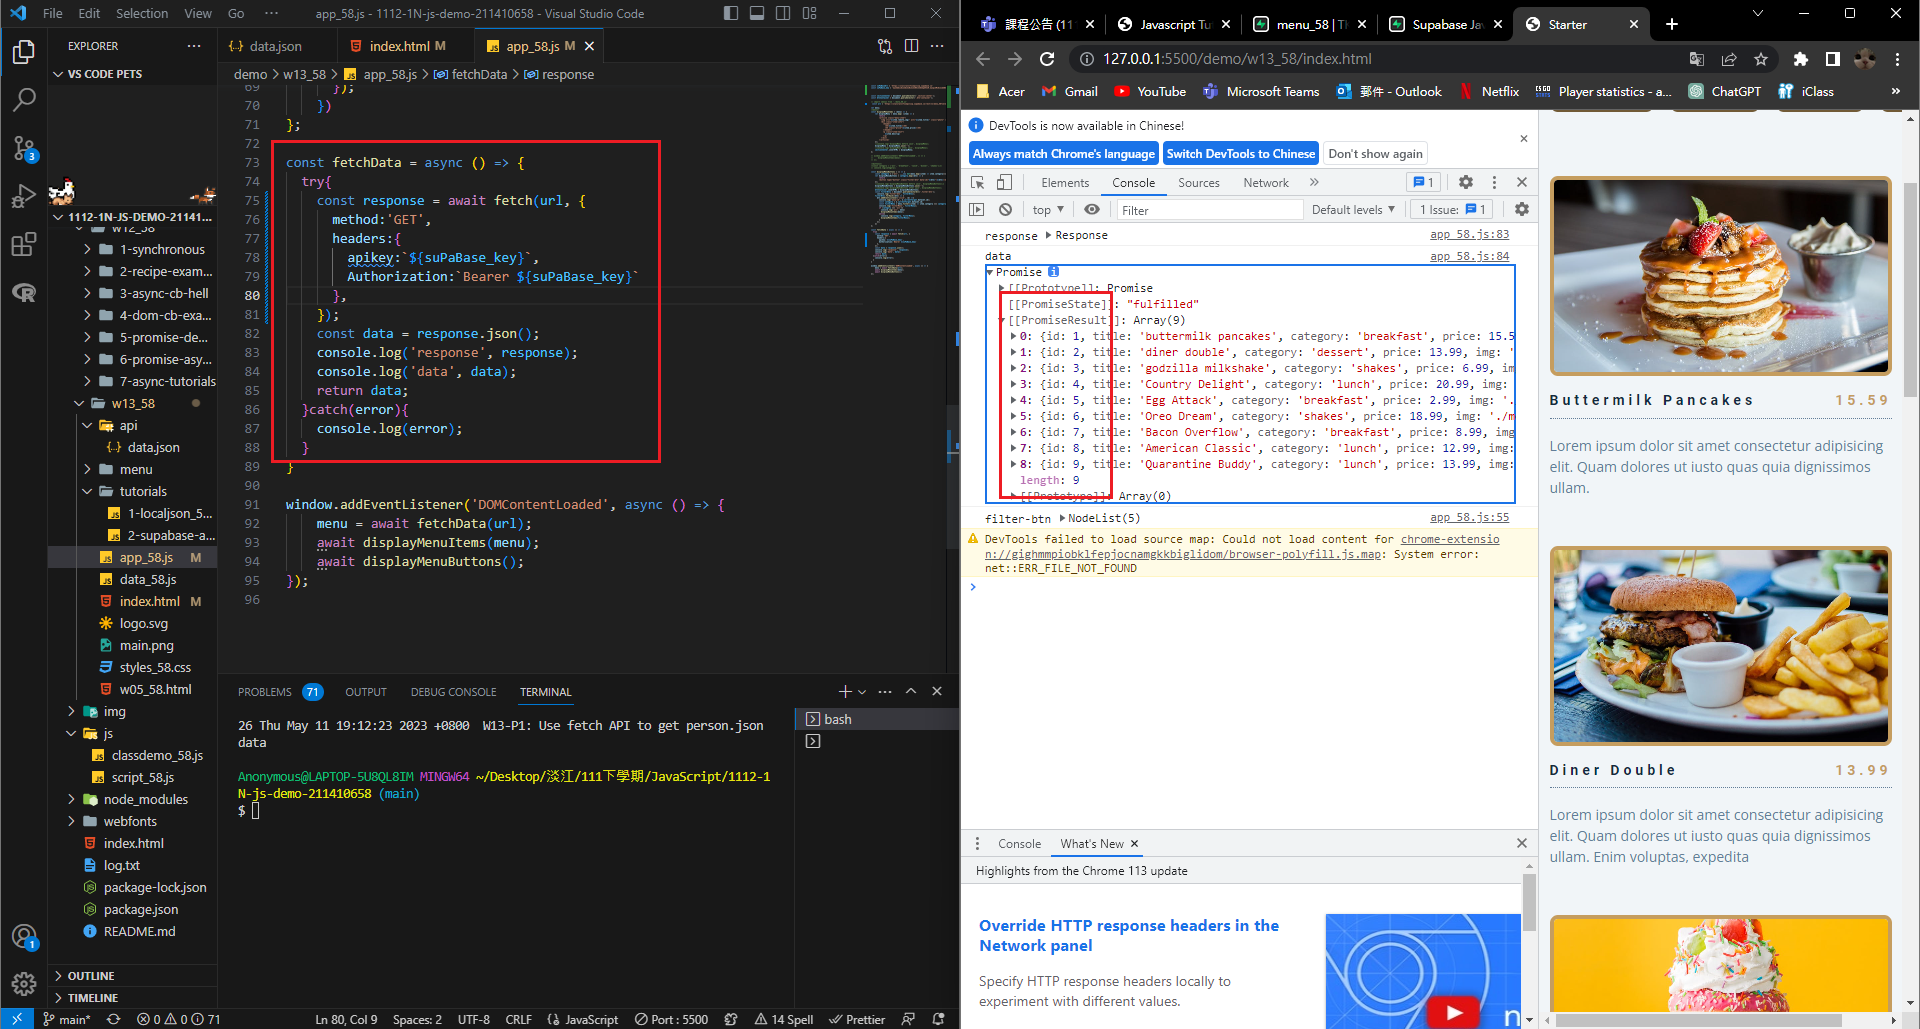 File Edit Selection View Go ··· app_58.js - 1112-1N-js-demo-211410658 - Visual Studio Code
EXPLORER ···
VS CODE PETS
1112-1N-JS-DEMO-21141...
w12_58
1-synchronous
2-recipe-exam...
3-async-cb-hell
4-dom-cb-exa...
5-promise-de...
6-promise-asy...
7-async-tutorials
w13_58
api
data.json
menu
tutorials
1-localjson_5...
2-supabase-a...
app_58.js M
data_58.js
index.html M
logo.svg
main.png
styles_58.css
w05_58.html
img
js
classdemo_58.js
script_58.js
node_modules
webfonts
index.html
log.txt
package-lock.json
package.json
README.md
OUTLINE
TIMELINE
data.json index.html M app_58.js M
demo > w13_58 > app_58.js > fetchData > response
69 });
70 })
71 };
72
73 const fetchData = async () => {
74 try{
75 const response = await fetch(url, {
76 method:'GET',
77 headers:{
78 apikey:`${suPaBase_key}`,
79 Authorization:`Bearer ${suPaBase_key}`
80 },
81 });
82 const data = response.json();
83 console.log('response', response);
84 console.log('data', data);
85 return data;
86 }catch(error){
87 console.log(error);
88 }
89 }
90
91 window.addEventListener('DOMContentLoaded', async () => {
92 menu = await fetchData(url);
93 await displayMenuItems(menu);
94 await displayMenuButtons();
95 });
96
PROBLEMS 71 OUTPUT DEBUG CONSOLE TERMINAL
26 Thu May 11 19:12:23 2023 +0800 W13-P1: Use fetch API to get person.json
data
Anonymous@LAPTOP-5U8QL8IM MINGW64 ~/Desktop/淡江/111下學期/JavaScript/1112-1
N-js-demo-211410658 (main)
$
bash
main* 0 0 71 Ln 80, Col 9 Spaces: 2 UTF-8 CRLF JavaScript Port : 5500 14 Spell Prettier
課程公告 (11 Javascript Tu menu_58 | Th Supabase Jav Starter
127.0.0.1:5500/demo/w13_58/index.html
Acer Gmail YouTube Microsoft Teams 郵件 - Outlook Netflix Player statistics - a... ChatGPT iClass »
DevTools is now available in Chinese!
Always match Chrome's language Switch DevTools to Chinese Don't show again
Elements Console Sources Network » 1
top Filter Default levels 1 Issue: 1
response Response app_58.js:83
data app_58.js:84
Promise
[[Prototype]]: Promise
[[PromiseState]]: "fulfilled"
[[PromiseResult]]: Array(9)
0: {id: 1, title: 'buttermilk pancakes', category: 'breakfast', price: 15.5
1: {id: 2, title: 'diner double', category: 'dessert', price: 13.99, img: '
2: {id: 3, title: 'godzilla milkshake', category: 'shakes', price: 6.99, img:
3: {id: 4, title: 'Country Delight', category: 'lunch', price: 20.99, img:
4: {id: 5, title: 'Egg Attack', category: 'breakfast', price: 2.99, img: '.
5: {id: 6, title: 'Oreo Dream', category: 'shakes', price: 18.99, img: './m
6: {id: 7, title: 'Bacon Overflow', category: 'breakfast', price: 8.99, img
7: {id: 8, title: 'American Classic', category: 'lunch', price: 12.99, img:
8: {id: 9, title: 'Quarantine Buddy', category: 'lunch', price: 13.99, img:
length: 9
[[Prototype]]: Array(0)
filter-btn NodeList(5) app_58.js:55
DevTools failed to load source map: Could not load content for chrome-extensio
n://gighmmpiobklfepjocnamgkkbiglidom/browser-polyfill.js.map: System error:
net::ERR_FILE_NOT_FOUND
Console What's New
Highlights from the Chrome 113 update
Override HTTP response headers in the
Network panel
Specify HTTP response headers locally to
experiment with different values.
Buttermilk Pancakes 15.59
Lorem ipsum dolor sit amet consectetur adipisicing
elit. Quam dolores ut iusto quas quia dignissimos
ullam.
Diner Double 13.99
Lorem ipsum dolor sit amet consectetur adipisicing
elit. Quam dolores ut iusto quas quia dignissimos
ullam. Enim voluptas, expedita